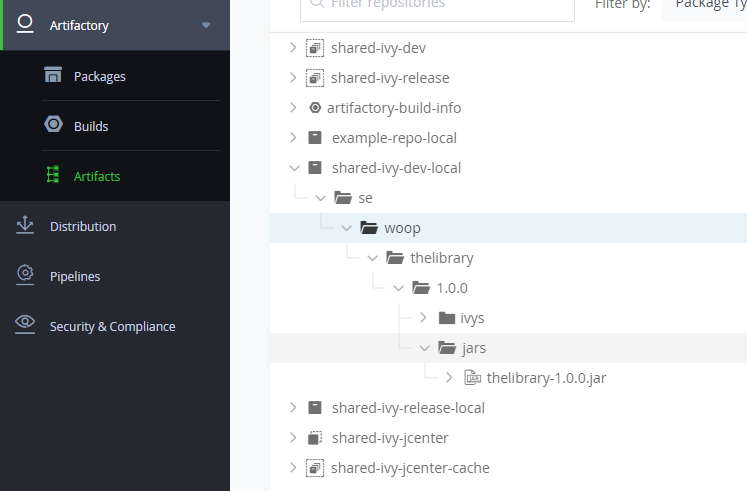 Artifactory
Packages
Builds
Artifacts
Distribution
Pipelines
Security & Compliance
Filter repositories
Filter by:
Package Ty
shared-ivy-dev
shared-ivy-release
artifactory-build-info
example-repo-local
shared-ivy-dev-local
se
woop
thelibrary
1.0.0
ivys
jars
thelibrary-1.0.0.jar
shared-ivy-release-local
shared-ivy-jcenter
shared-ivy-jcenter-cache